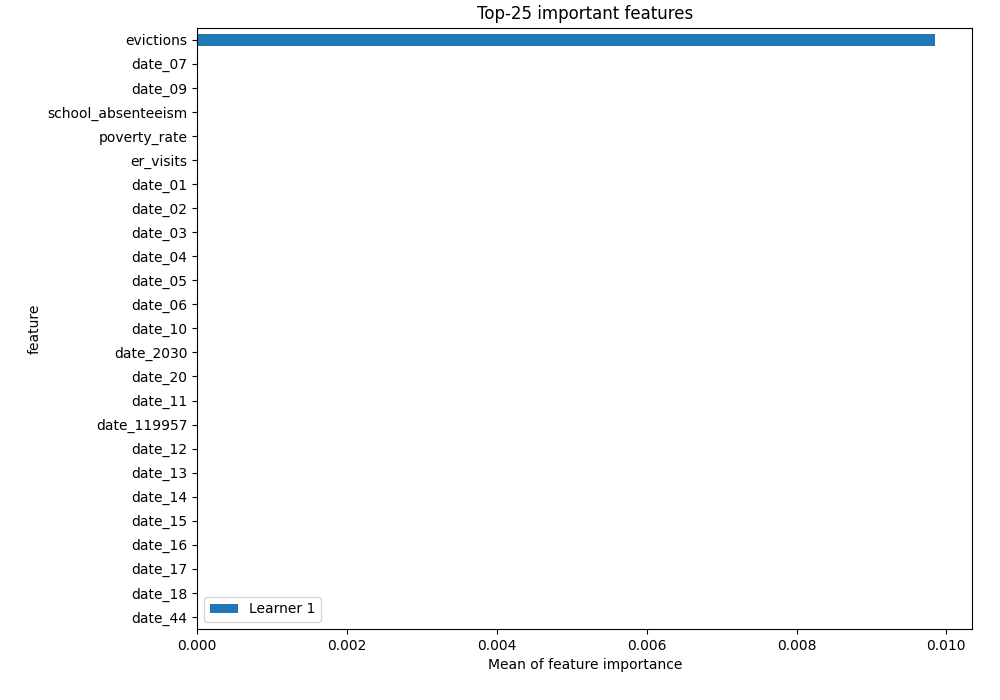 Top-25 important features
evictions
date_07
date_09
school_absenteeism
poverty_rate
er_visits
date_01
date_02
date_03
date_04
date_05
date_06
date_10
date_2030
date_20
date_11
date_119957
date_12
date_13
date_14
date_15
date_16
date_17
date_18
date_44
feature
Learner 1
0.000 0.002 0.004 0.006 0.008 0.010
Mean of feature importance